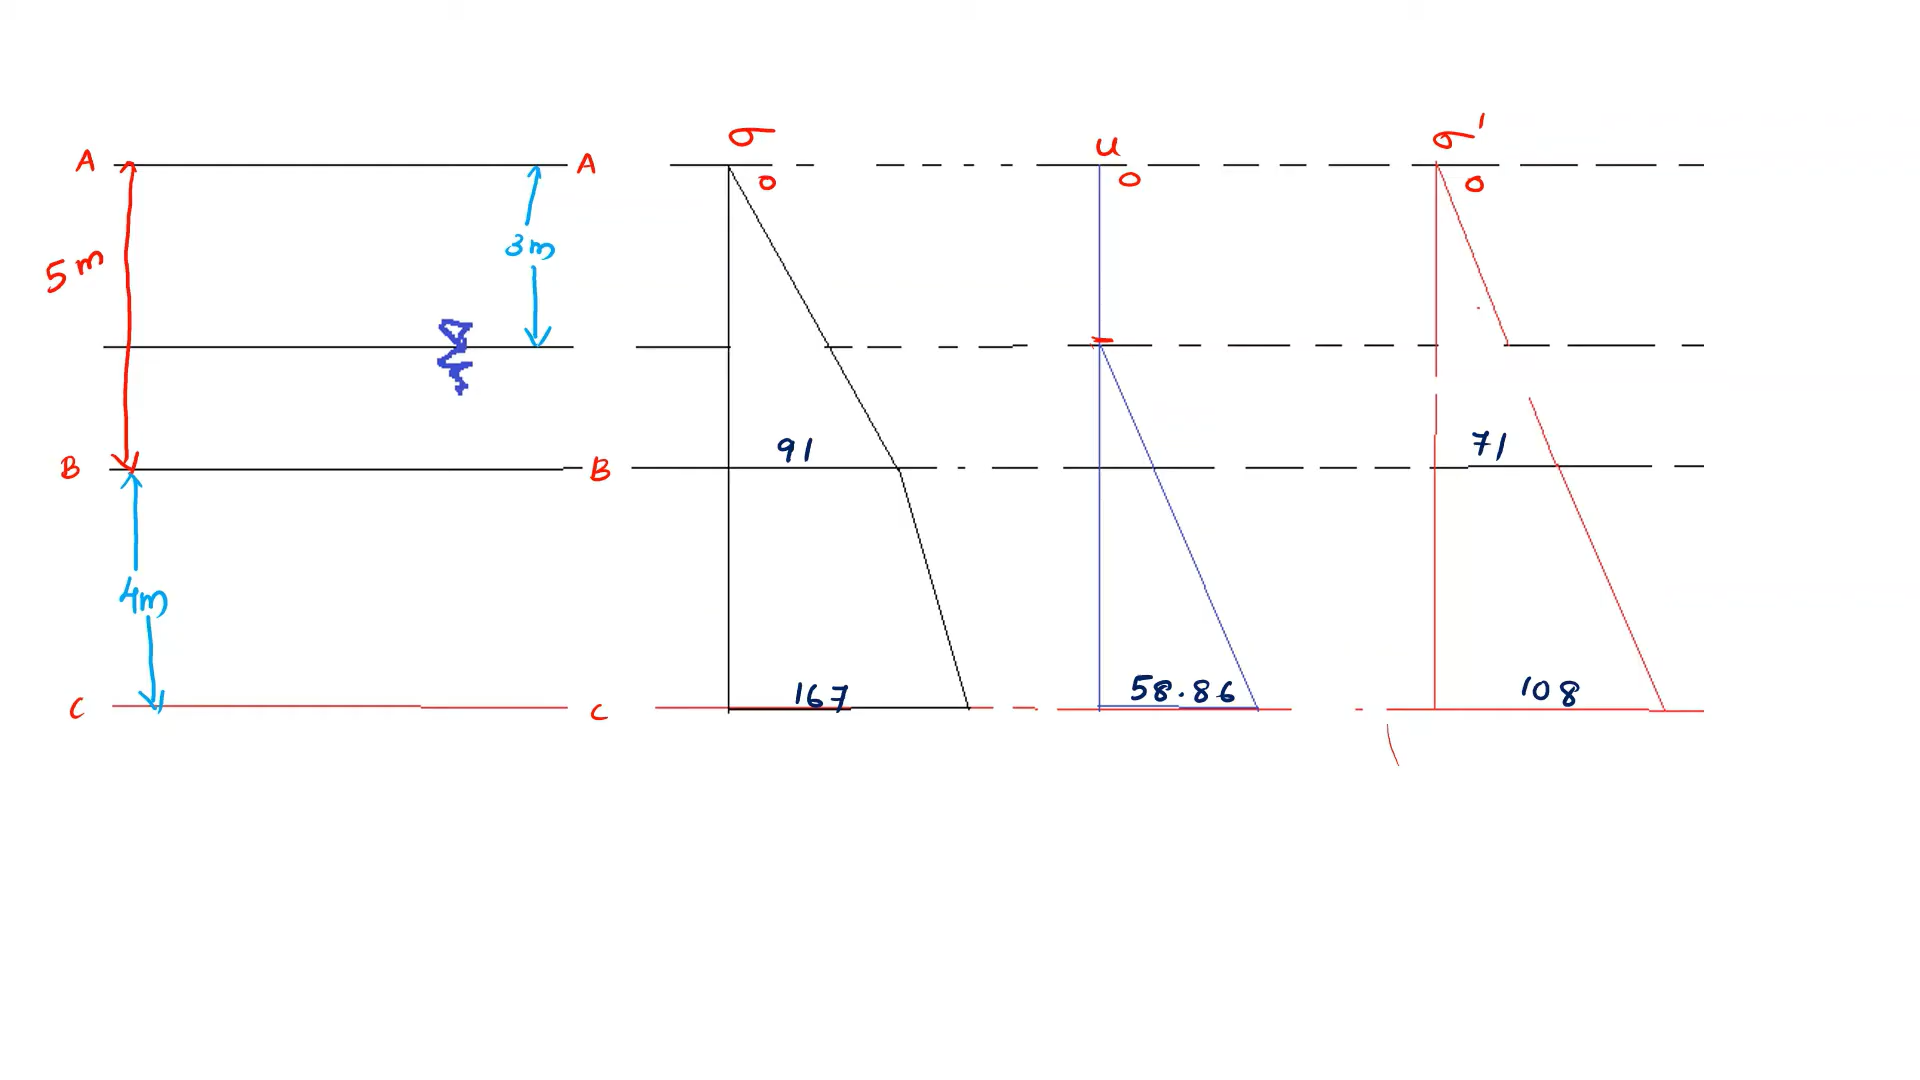 σ u σ'
A A 0 0 0
5m 3m
B B 91 71
4m
C C 167 58.86 108